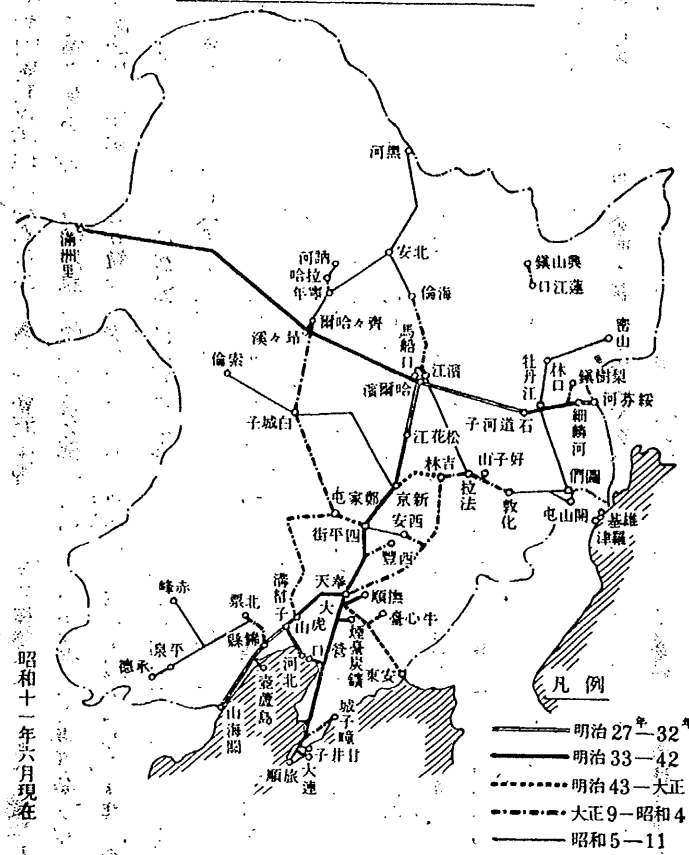 河黑
滿洲里
河訥
哈拉
年寧
安北
倫海
鎭山興
口江蓮
密山
爾哈々齊
溪々昂
馬船口
江濱
濱爾哈
牡丹江
林口
鎭樹梨
河芬綏
細麟河
子河道石
倫索
子城白
江花松
林吉
山子好
拉法
敦化
們圖
屯山開
基雄
津羅
屯家鄭
京新
街平四
安西
豐西
天奉
順撫
臺心牛
煙臺炭鑛
東安
溝幇子
大虎山
營口
河北
票北
縣錦
壺蘆島
山海關
峰赤
泉平
德承
城子疃
子井甘
大連
順旅
昭和十一年六月現在
凡例
明治27年—32年
明治33—42
明治43—大正
大正9—昭和4
昭和5—11